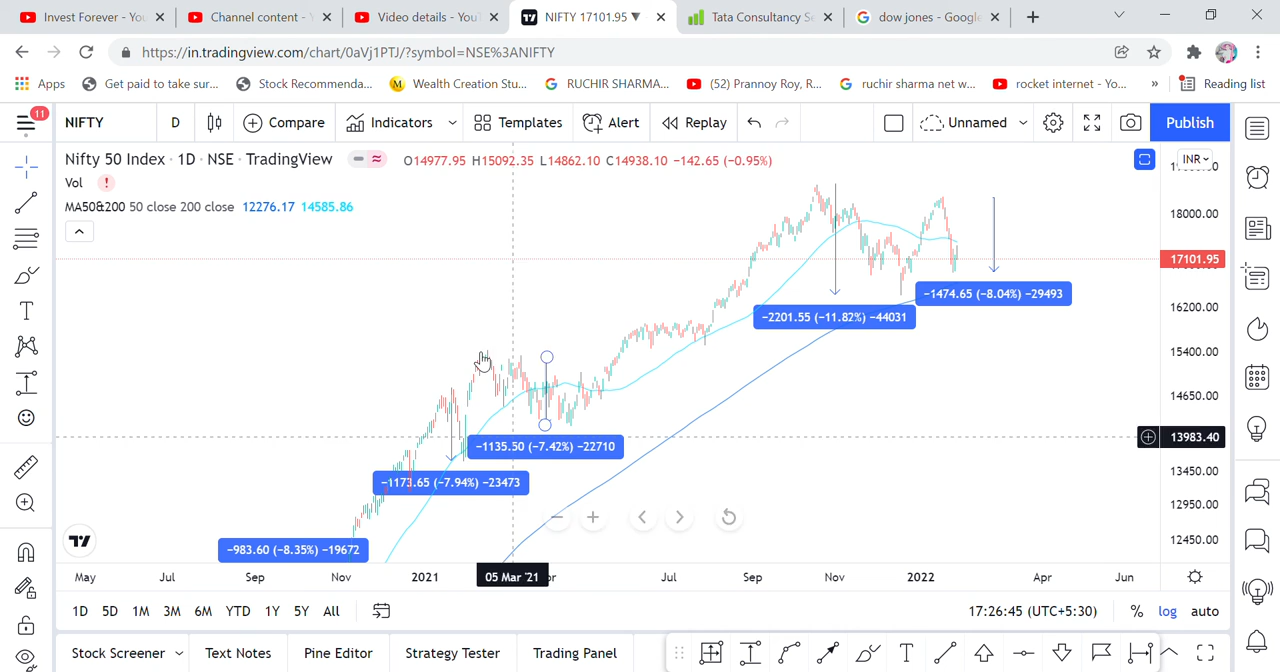 Invest Forever - You
Channel content - Y
Video details - You
NIFTY 17101.95 ▼
Tata Consultancy Se
dow jones - Google
https://in.tradingview.com/chart/0aVj1PTJ/?symbol=NSE%3ANIFTY
Apps
Get paid to take sur...
Stock Recommenda...
Wealth Creation Stu...
RUCHIR SHARMA...
(52) Prannoy Roy, R...
ruchir sharma net w...
rocket internet - Yo...
»
Reading list
11
NIFTY
D
Compare
Indicators
Templates
Alert
Replay
Unnamed
Publish
Nifty 50 Index · 1D · NSE · TradingView
O14977.95 H15092.35 L14862.10 C14938.10 −142.65 (−0.95%)
INR
Vol
MA50&200 50 close 200 close 12276.17 14585.86
18000.00
17101.95
16200.00
15400.00
14650.00
13983.40
13450.00
12950.00
12450.00
−1474.65 (−8.04%) −29493
−2201.55 (−11.82%) −44031
−1135.50 (−7.42%) −22710
−1173.65 (−7.94%) −23473
−983.60 (−8.35%) −19672
May Jul Sep Nov 2021 05 Mar '21 Jul Sep Nov 2022 Apr Jun
1D 5D 1M 3M 6M YTD 1Y 5Y All
17:26:45 (UTC+5:30)
% log auto
Stock Screener
Text Notes
Pine Editor
Strategy Tester
Trading Panel